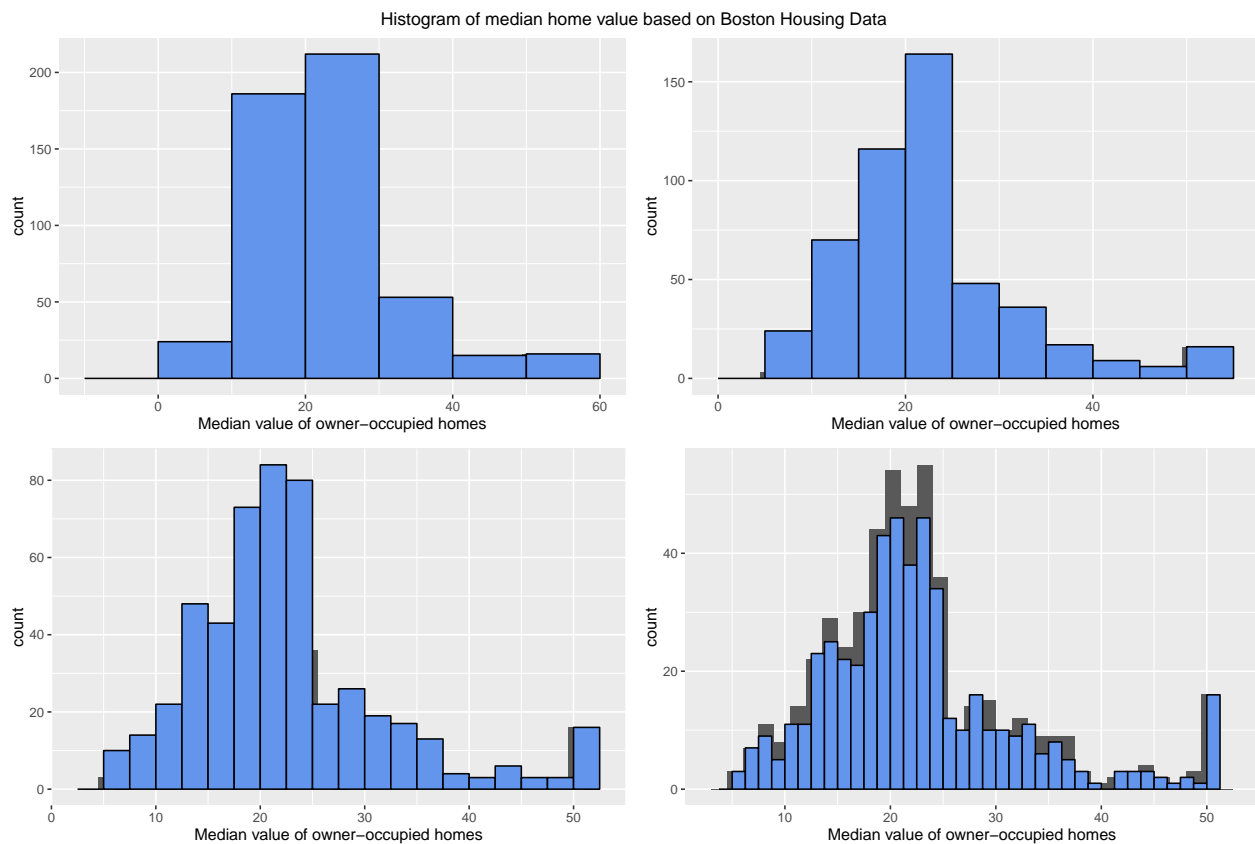 Histogram of median home value based on Boston Housing Data
count
200
150
100
50
0
0 20 40 60
Median value of owner−occupied homes
count
150
100
50
0
0 20 40
Median value of owner−occupied homes
count
80
60
40
20
0
0 10 20 30 40 50
Median value of owner−occupied homes
count
40
20
0
10 20 30 40 50
Median value of owner−occupied homes